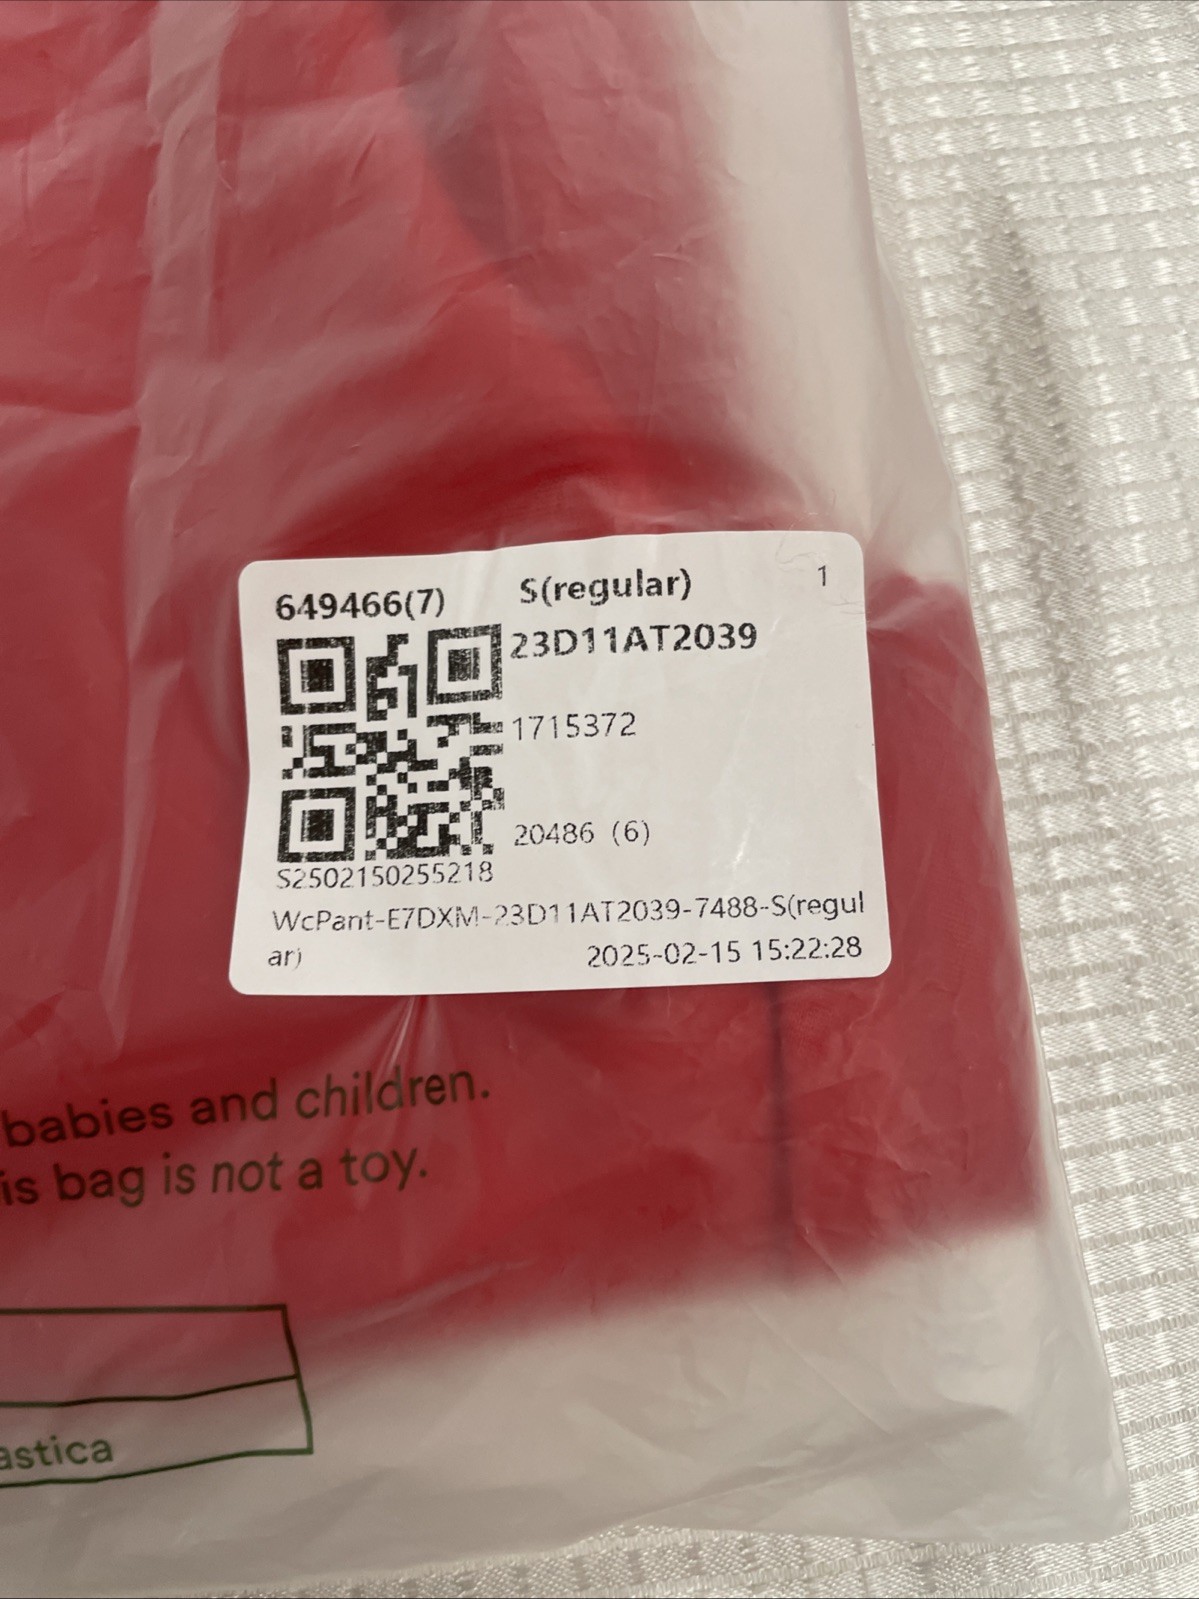 649466(7) S(regular) 1
23D11AT2039
1715372
20486 (6)
S2502150255218
WcPant-E7DXM-23D11AT2039-7488-S(regul
ar)
2025-02-15 15:22:28
babies and children.
is bag is not a toy.
astica